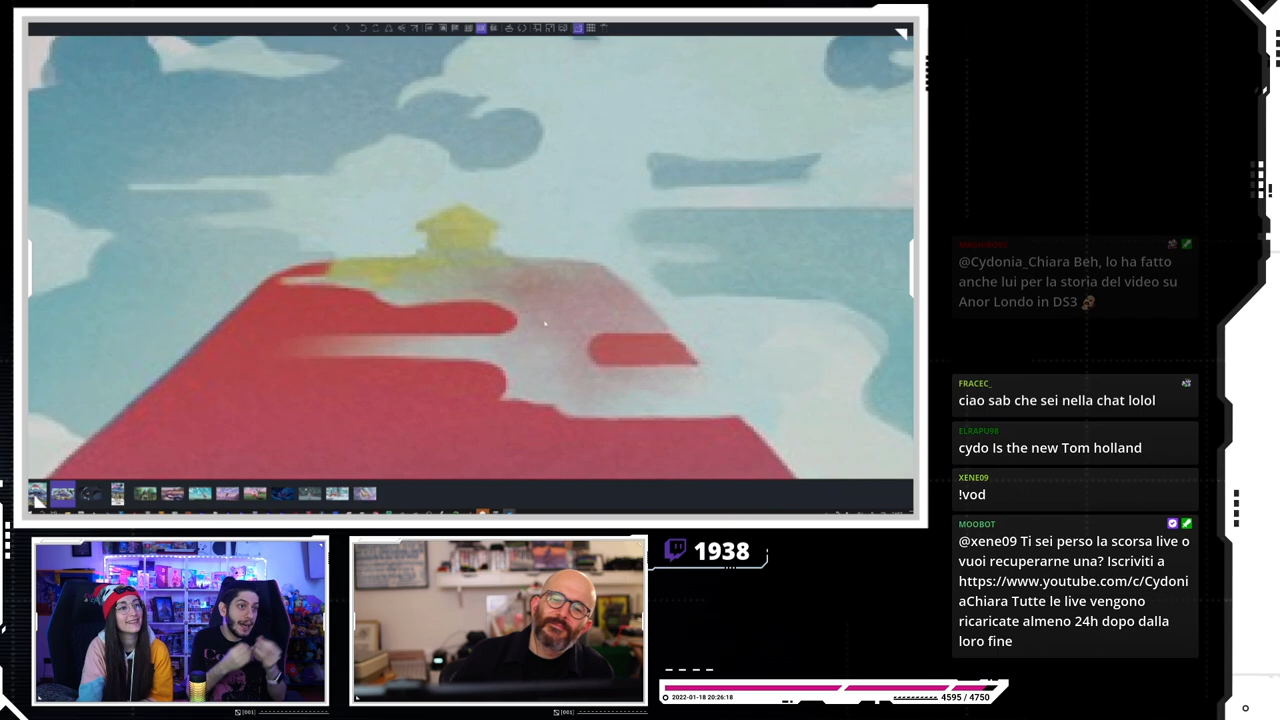 @Cydonia_Chiara Beh, lo ha fatto
anche lui per la storia del video su
Anor Londo in DS3
FRACEC_
ciao sab che sei nella chat lolol
ELRAPU98
cydo Is the new Tom holland
XENE09
!vod
MOOBOT
@xene09 Ti sei perso la scorsa live o
vuoi recuperarne una? Iscriviti a
https://www.youtube.com/c/Cydoni
aChiara Tutte le live vengono
ricaricate almeno 24h dopo dalla
loro fine
1938
2022-01-18 20:26:18
4595 / 4750
[001]
[001]